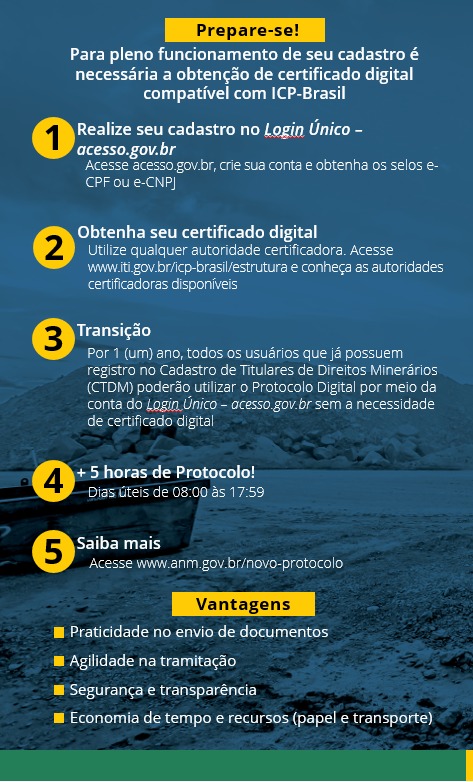 Prepare-se!
Para pleno funcionamento de seu cadastro é
necessária a obtenção de certificado digital
compatível com ICP-Brasil
1
Realize seu cadastro no Login Único –
acesso.gov.br
Acesse acesso.gov.br, crie sua conta e obtenha os selos e-
CPF ou e-CNPJ
2
Obtenha seu certificado digital
Utilize qualquer autoridade certificadora. Acesse
www.iti.gov.br/icp-brasil/estrutura e conheça as autoridades
certificadoras disponíveis
3
Transição
Por 1 (um) ano, todos os usuários que já possuem
registro no Cadastro de Titulares de Direitos Minerários
(CTDM) poderão utilizar o Protocolo Digital por meio da
conta do Login Único – acesso.gov.br sem a necessidade
de certificado digital
4
+ 5 horas de Protocolo!
Dias úteis de 08:00 às 17:59
5
Saiba mais
Acesse www.anm.gov.br/novo-protocolo
Vantagens
Praticidade no envio de documentos
Agilidade na tramitação
Segurança e transparência
Economia de tempo e recursos (papel e transporte)